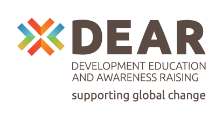 DEAR
DEVELOPMENT EDUCATION
AND AWARENESS RAISING
supporting global change